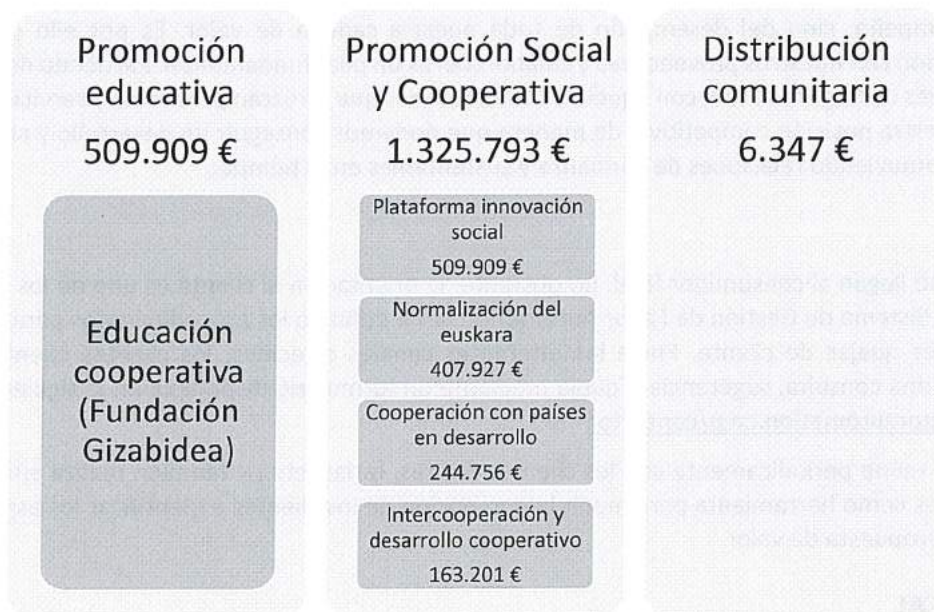 Promoción
educativa
509.909 €
Educación
cooperativa
(Fundación
Gizabidea)
Promoción Social
y Cooperativa
1.325.793 €
Plataforma innovación
social
509.909 €
Normalización del
euskara
407.927 €
Cooperación con países
en desarrollo
244.756 €
Intercooperación y
desarrollo cooperativo
163.201 €
Distribución
comunitaria
6.347 €